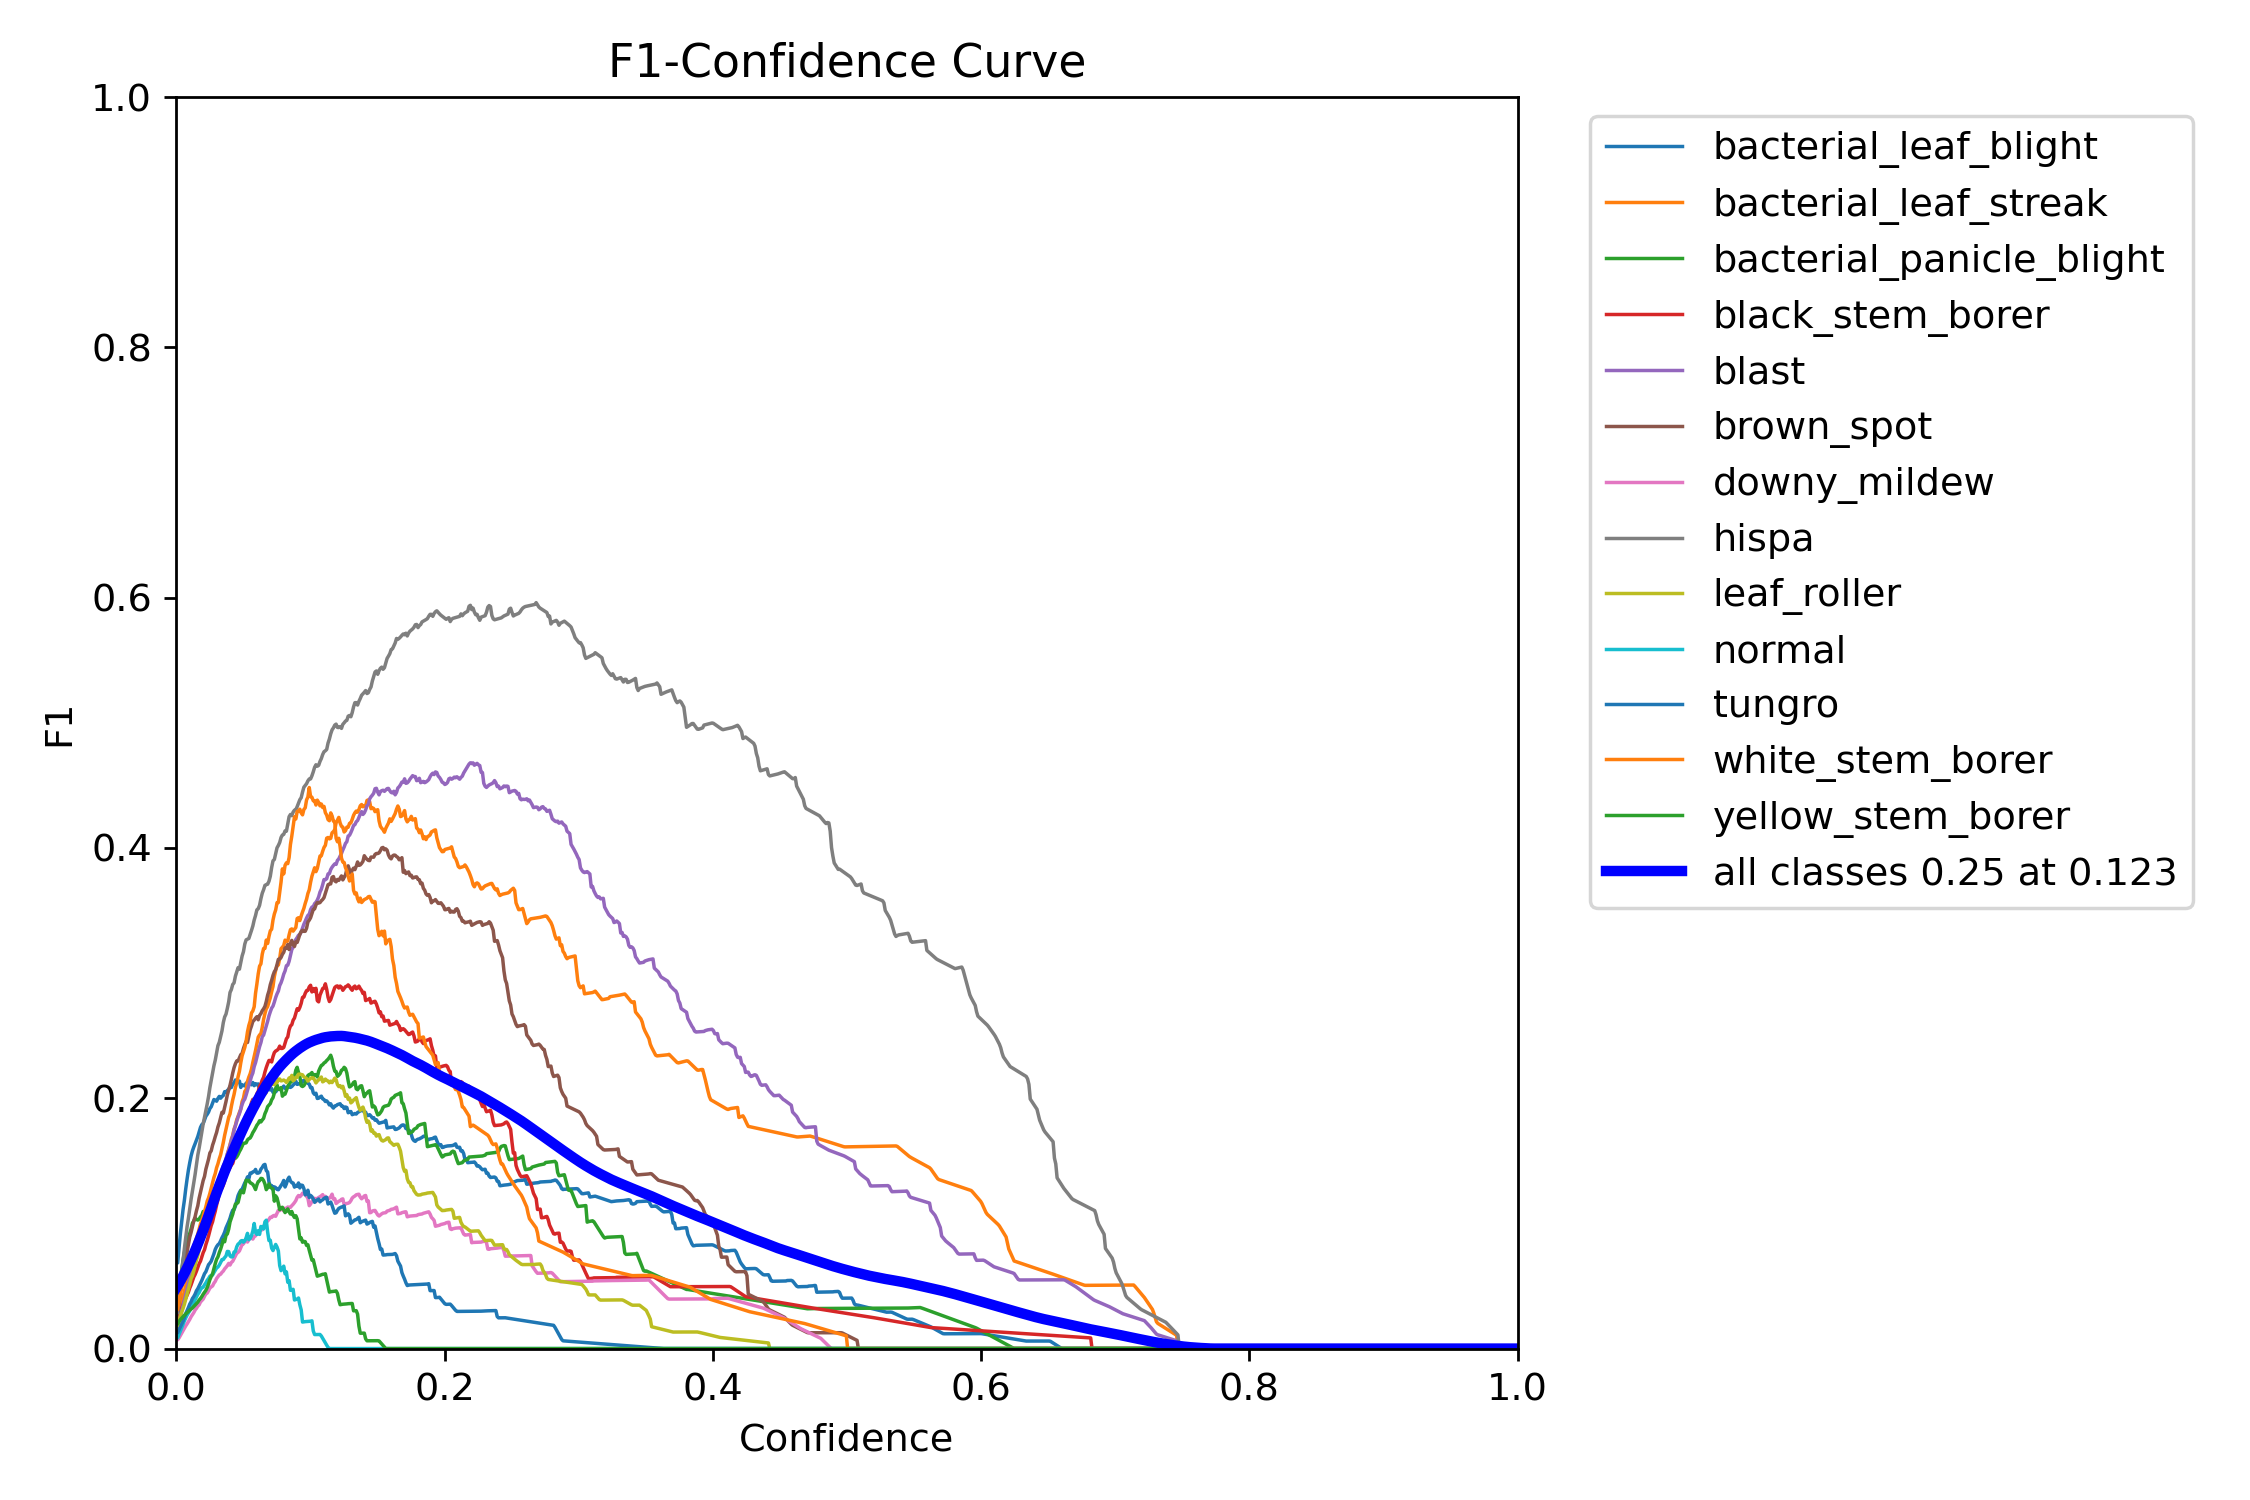 F1-Confidence Curve
1.0
0.8
0.6
0.4
0.2
0.0
F1
0.0 0.2 0.4 0.6 0.8 1.0
Confidence
bacterial_leaf_blight
bacterial_leaf_streak
bacterial_panicle_blight
black_stem_borer
blast
brown_spot
downy_mildew
hispa
leaf_roller
normal
tungro
white_stem_borer
yellow_stem_borer
all classes 0.25 at 0.123